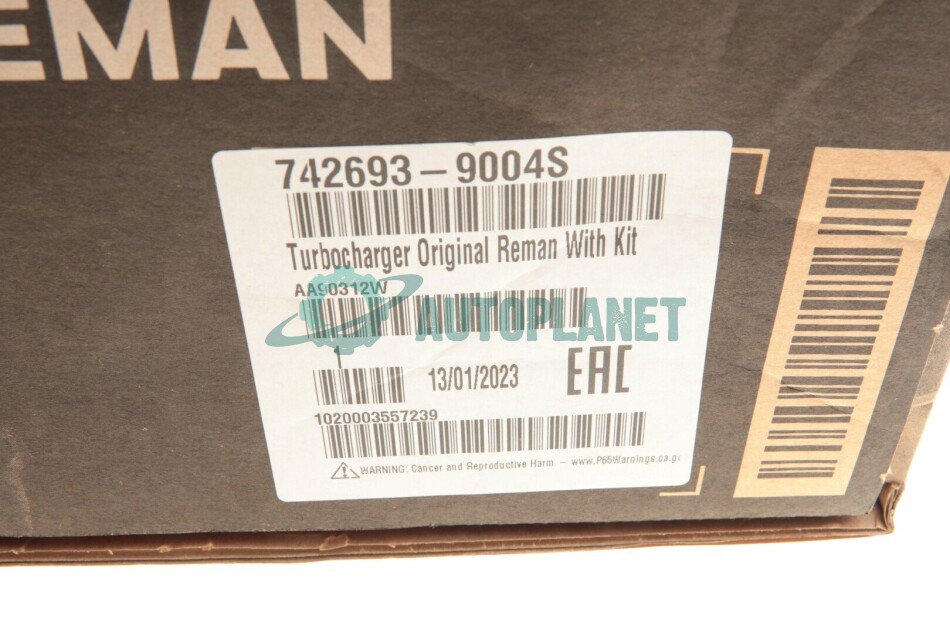 EMAN
742693-9004S
Turbocharger Original Reman With Kit
AA90312W
AUTOPLANET
1
13/01/2023
EAC
1020003557239
WARNING: Cancer and Reproductive Harm - www.P65Warnings.ca.go